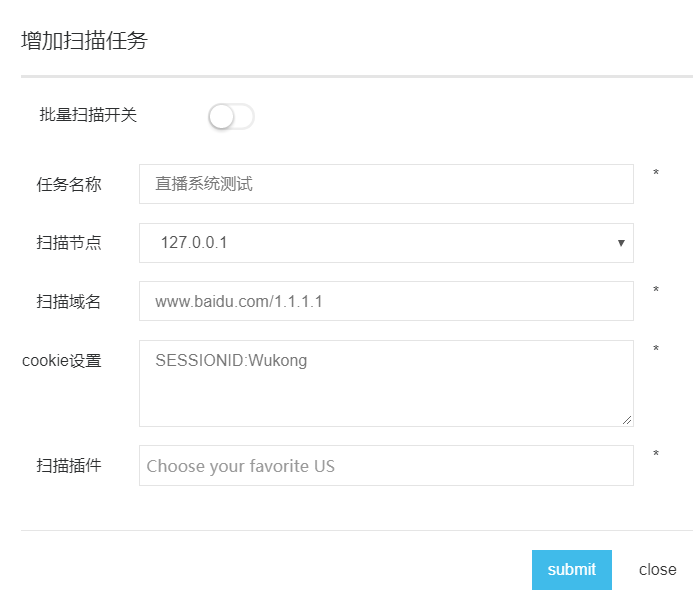 增加扫描任务
批量扫描开关
任务名称 直播系统测试 *
扫描节点 127.0.0.1
扫描域名 www.baidu.com/1.1.1.1 *
cookie设置 SESSIONID:Wukong *
扫描插件 Choose your favorite US *
submit close